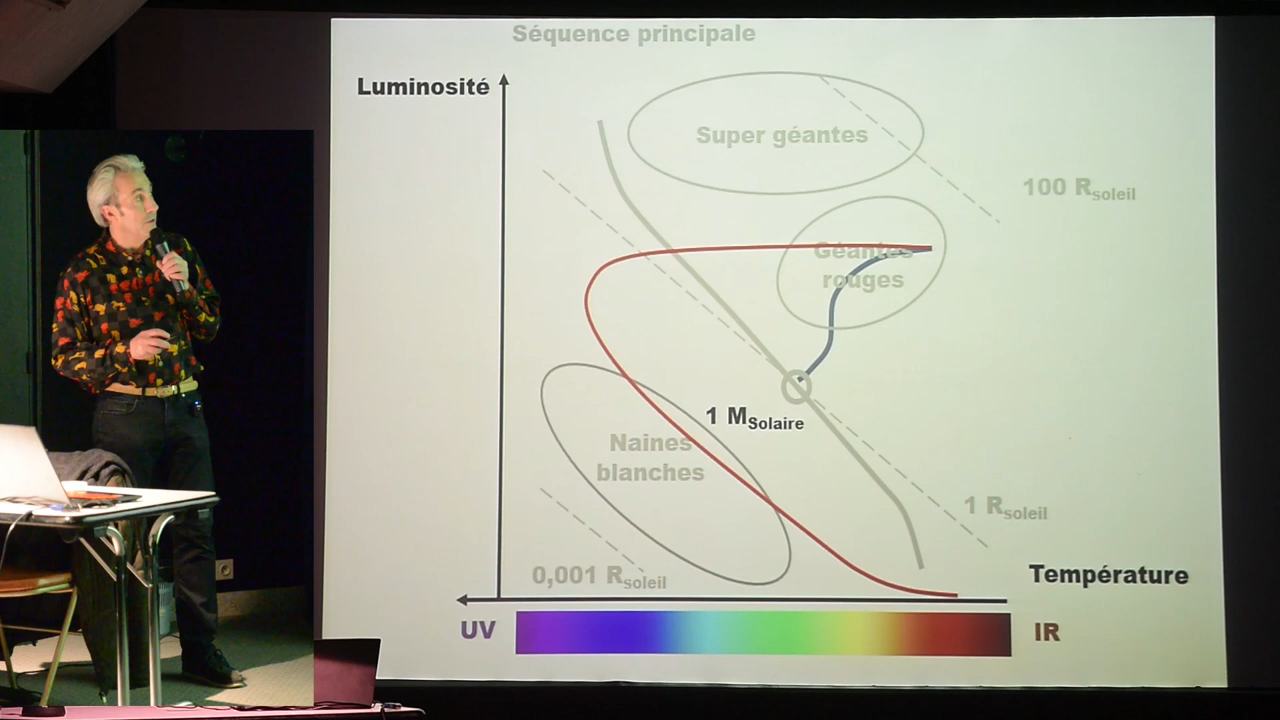 Séquence principale
Luminosité
Super géantes
100 Rsoleil
Géantes
rouges
1 MSolaire
Naines
blanches
1 Rsoleil
0,001 Rsoleil
Température
UV
IR